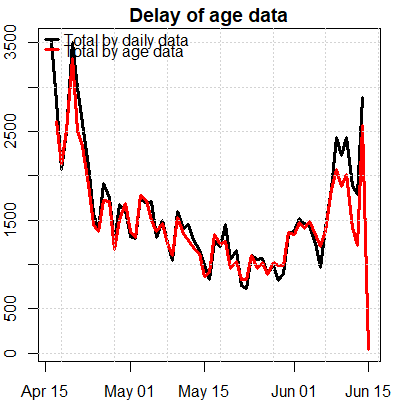 Delay of age data
Total by daily data
Total by age data
3500
2500
1500
500
0
Apr 15 May 01 May 15 Jun 01 Jun 15